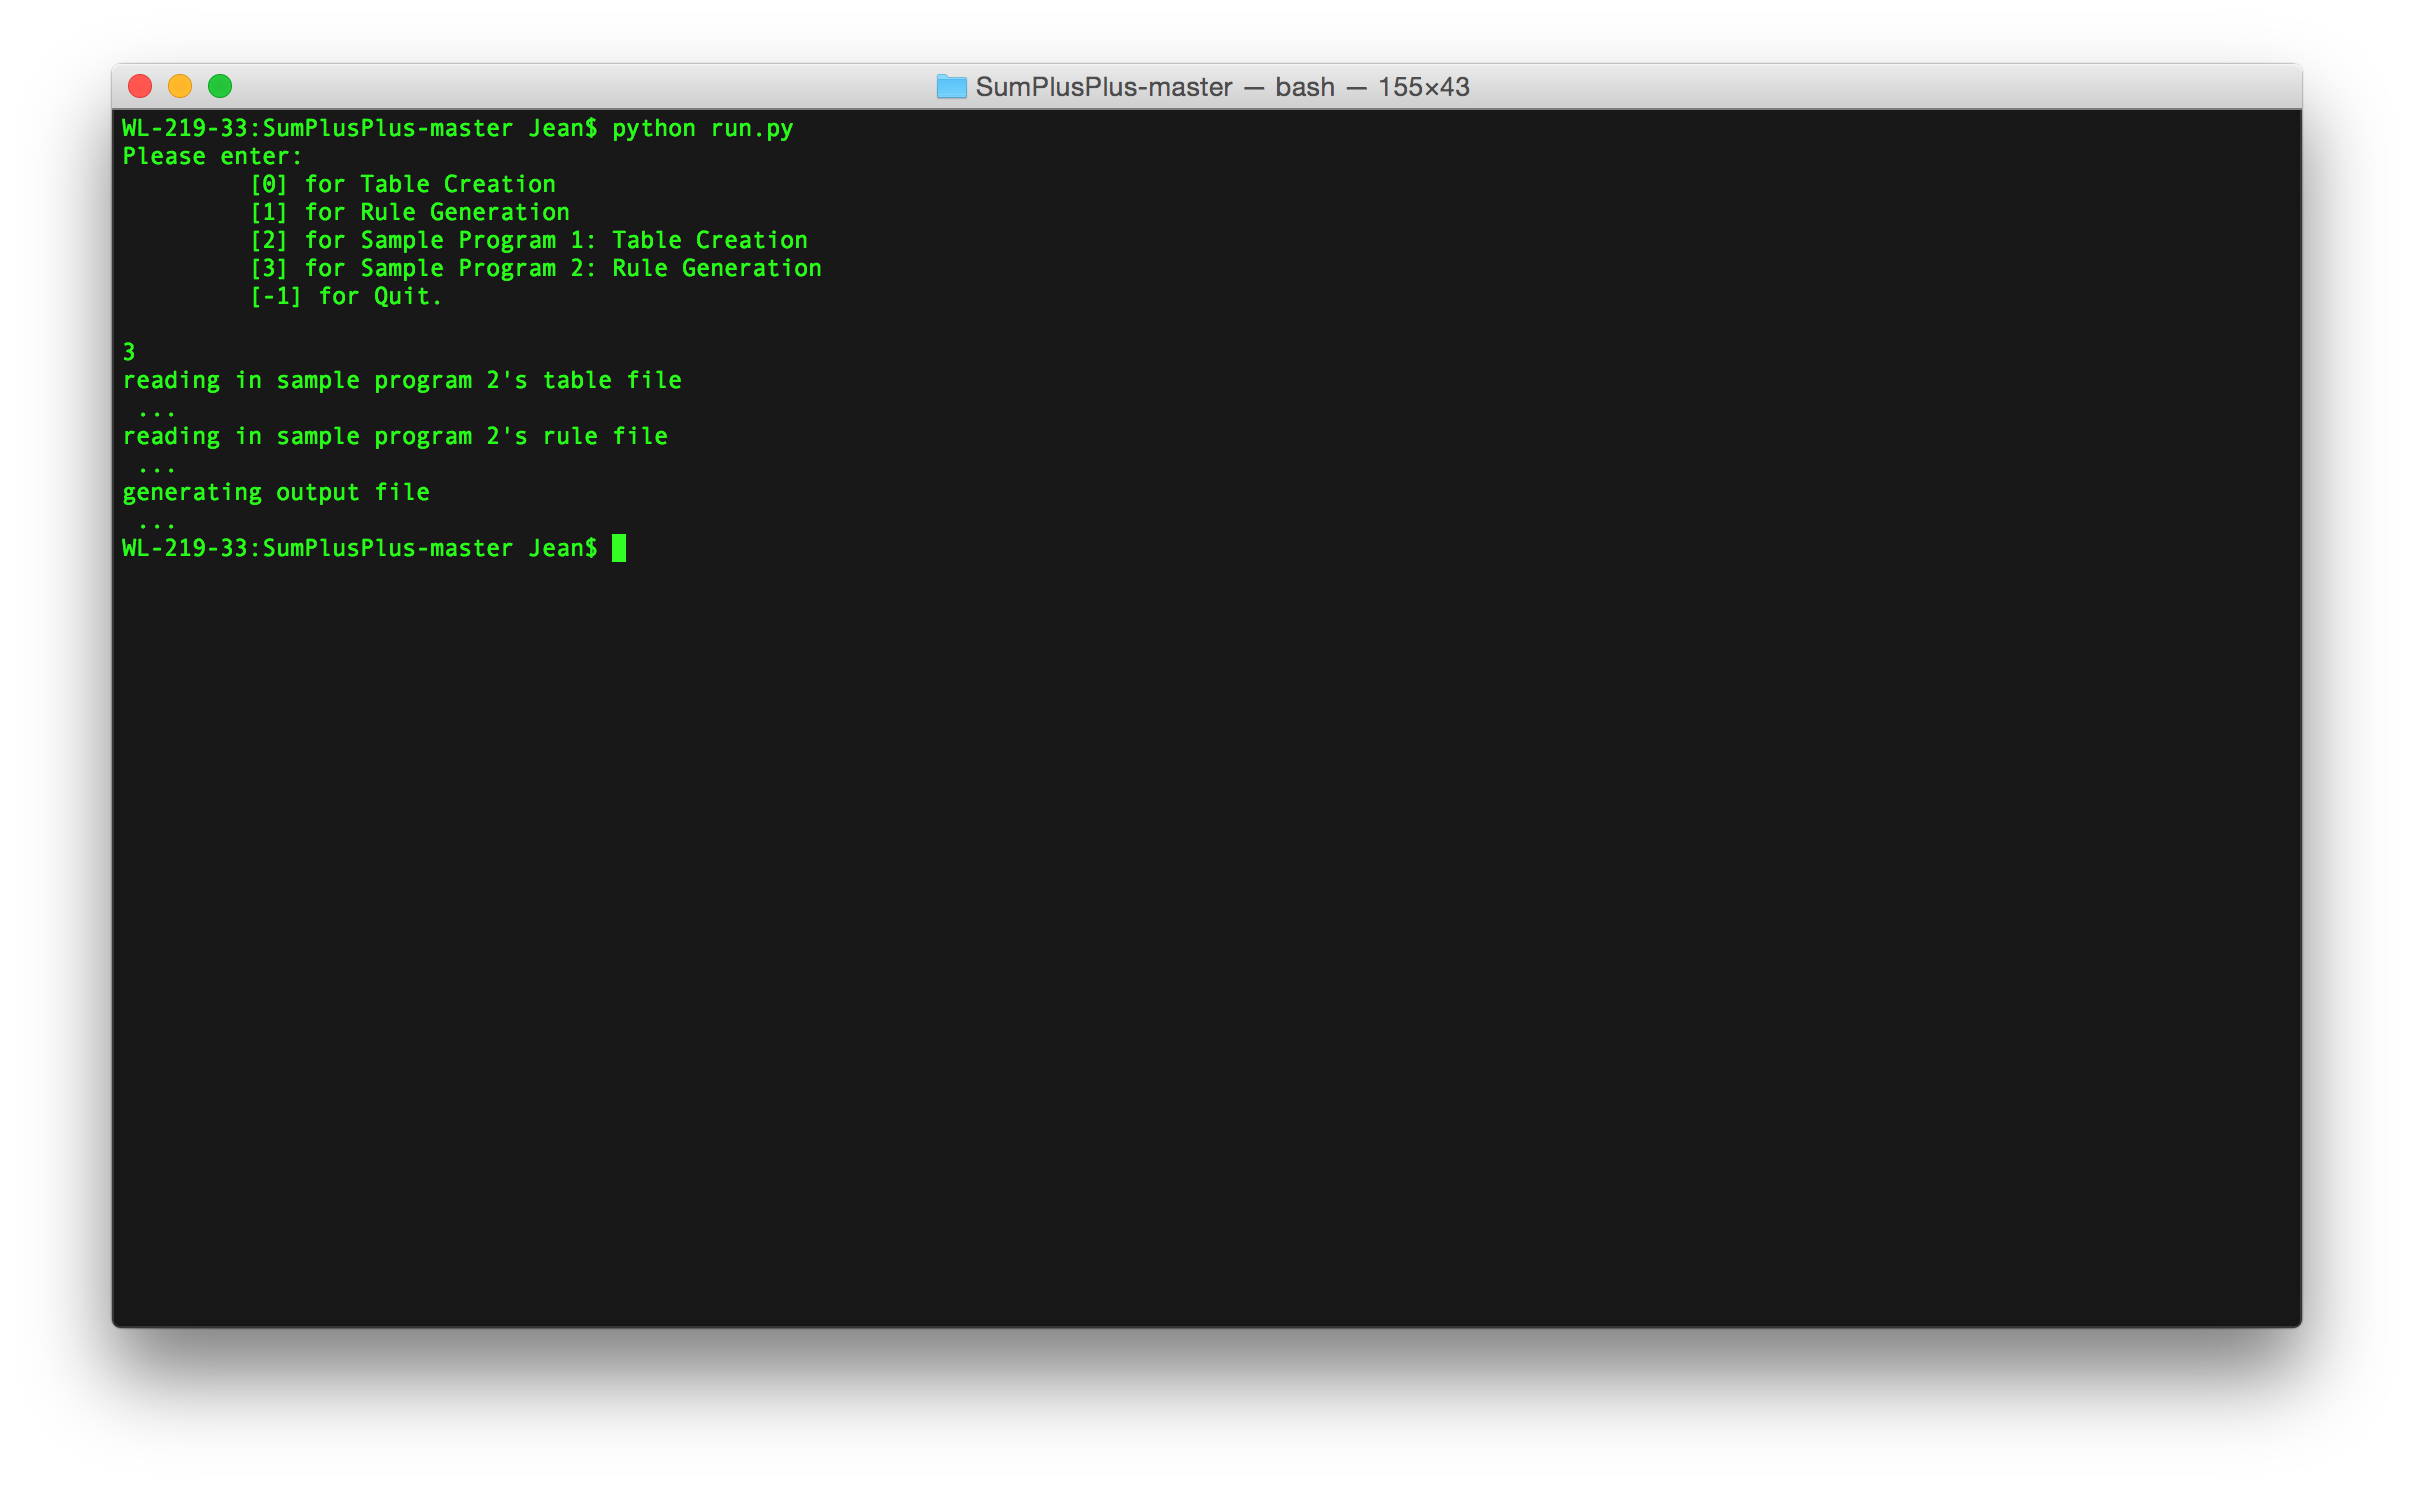 SumPlusPlus-master — bash — 155×43
WL-219-33:SumPlusPlus-master Jean$ python run.py
Please enter:
[0] for Table Creation
[1] for Rule Generation
[2] for Sample Program 1: Table Creation
[3] for Sample Program 2: Rule Generation
[-1] for Quit.
3
reading in sample program 2's table file
...
reading in sample program 2's rule file
...
generating output file
...
WL-219-33:SumPlusPlus-master Jean$